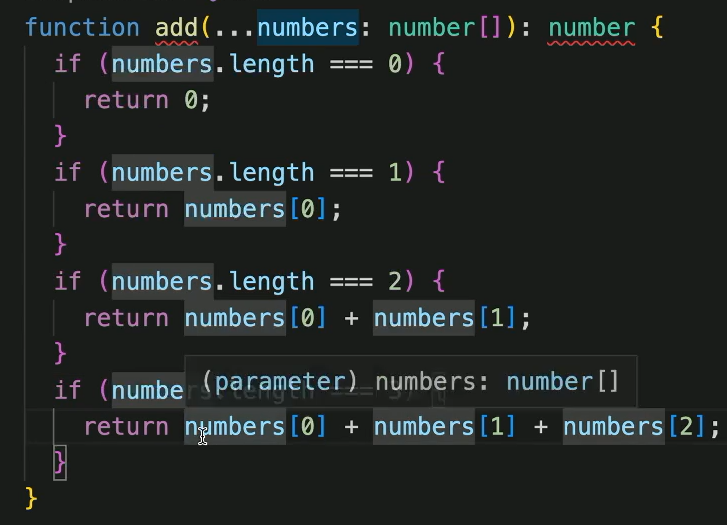 function add(...numbers: number[]): number {
if (numbers.length === 0) {
return 0;
}
if (numbers.length === 1) {
return numbers[0];
}
if (numbers.length === 2) {
return numbers[0] + numbers[1];
}
if (numbe
(parameter) numbers: number[]
return numbers[0] + numbers[1] + numbers[2];
}
}